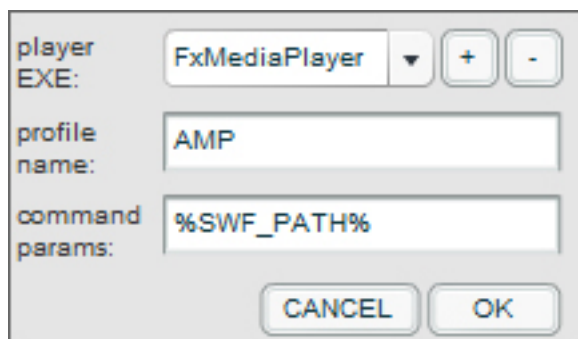 player
EXE:
FxMediaPlayer
+
-
profile
name:
AMP
command
params:
%SWF_PATH%
CANCEL
OK